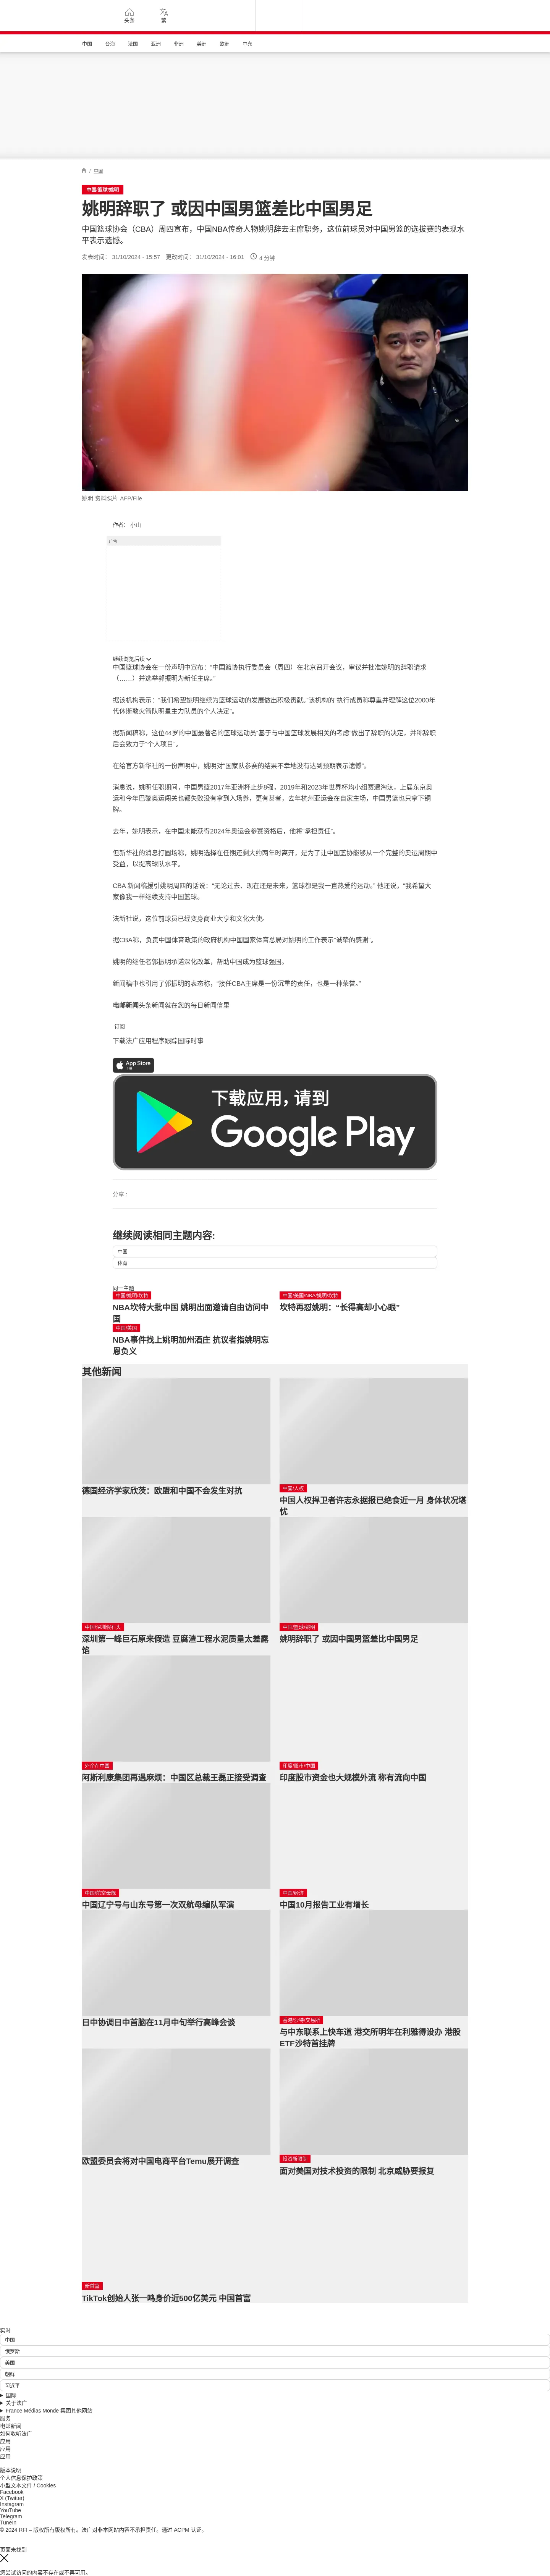 头条
繁
中国
台海
法国
亚洲
非洲
美洲
欧洲
中东
/ 中国
中国/篮球/姚明
姚明辞职了 或因中国男篮差比中国男足
中国篮球协会（CBA）周四宣布，中国NBA传奇人物姚明辞去主席职务，这位前球员对中国男篮的选拔赛的表现水平表示遗憾。
发表时间： 31/10/2024 - 15:57 更改时间： 31/10/2024 - 16:01 4 分钟
姚明 资料照片 AFP/File
作者： 小山
广告
继续浏览后续
中国篮球协会在一份声明中宣布：“中国篮协执行委员会（周四）在北京召开会议，审议并批准姚明的辞职请求
（……）并选举郭振明为新任主席。”
据该机构表示：“我们希望姚明继续为篮球运动的发展做出积极贡献。”该机构的“执行成员称尊重并理解这位2000年
代休斯敦火箭队明星主力队员的个人决定”。
据新闻稿称，这位44岁的中国最著名的篮球运动员“基于与中国篮球发展相关的考虑”做出了辞职的决定，并称辞职
后会致力于“个人项目”。
在给官方新华社的一份声明中，姚明对“国家队参赛的结果不幸地没有达到预期表示遗憾”。
消息说，姚明任职期间，中国男篮2017年亚洲杯止步8强，2019年和2023年世界杯均小组赛遭淘汰，上届东京奥
运和今年巴黎奥运闯关也都失败没有拿到入场券，更有甚者，去年杭州亚运会在自家主场，中国男篮也只拿下铜
牌。
去年，姚明表示，在中国未能获得2024年奥运会参赛资格后，他将“承担责任”。
但新华社的消息打圆场称，姚明选择在任期还剩大约两年时离开，是为了让中国篮协能够从一个完整的奥运周期中
受益，以提高球队水平。
CBA 新闻稿援引姚明周四的话说：“无论过去、现在还是未来，篮球都是我一直热爱的运动。” 他还说，“我希望大
家像我一样继续支持中国篮球。
法新社说，这位前球员已经变身商业大亨和文化大使。
据CBA称，负责中国体育政策的政府机构中国国家体育总局对姚明的工作表示“诚挚的感谢”。
姚明的继任者郭振明承诺深化改革，帮助中国成为篮球强国。
新闻稿中也引用了郭振明的表态称，“接任CBA主席是一份沉重的责任，也是一种荣誉。”
电邮新闻头条新闻就在您的每日新闻信里
订阅
下载法广应用程序跟踪国际时事
App Store
下载
下载应用，请到
Google Play
分享 :
继续阅读相同主题内容:
中国
体育
同一主题
中国/姚明/坎特
NBA坎特大批中国 姚明出面邀请自由访问中国
中国/美国/NBA/姚明/坎特
坎特再怼姚明：“长得高却小心眼”
中国/美国
NBA事件找上姚明加州酒庄 抗议者指姚明忘恩负义
其他新闻
德国经济学家欣茨：欧盟和中国不会发生对抗
中国/人权
中国人权捍卫者许志永据报已绝食近一月 身体状况堪忧
中国/深圳假石头
深圳第一峰巨石原来假造 豆腐渣工程水泥质量太差露馅
中国/篮球/姚明
姚明辞职了 或因中国男篮差比中国男足
外企在中国
阿斯利康集团再遇麻烦：中国区总裁王磊正接受调查
印度/股市/中国
印度股市资金也大规模外流 称有流向中国
中国/航空母舰
中国辽宁号与山东号第一次双航母编队军演
中国/经济
中国10月报告工业有增长
日中协调日中首脑在11月中旬举行高峰会谈
香港/沙特/交易所
与中东联系上快车道 港交所明年在利雅得设办 港股ETF沙特首挂牌
欧盟委员会将对中国电商平台Temu展开调查
投资新限制
面对美国对技术投资的限制 北京威胁要报复
新首富
TikTok创始人张一鸣身价近500亿美元 中国首富
实时
中国
俄罗斯
美国
朝鲜
习近平
国际
关于法广
France Médias Monde 集团其他网站
服务
电邮新闻
如何收听法广
应用
应用
应用
版本说明
个人信息保护政策
小型文本文件 / Cookies
Facebook
X (Twitter)
Instagram
YouTube
Telegram
TuneIn
© 2024 RFI – 版权所有版权所有。法广对非本网站内容不承担责任。通过 ACPM 认证。
页面未找到
您尝试访问的内容不存在或不再可用。